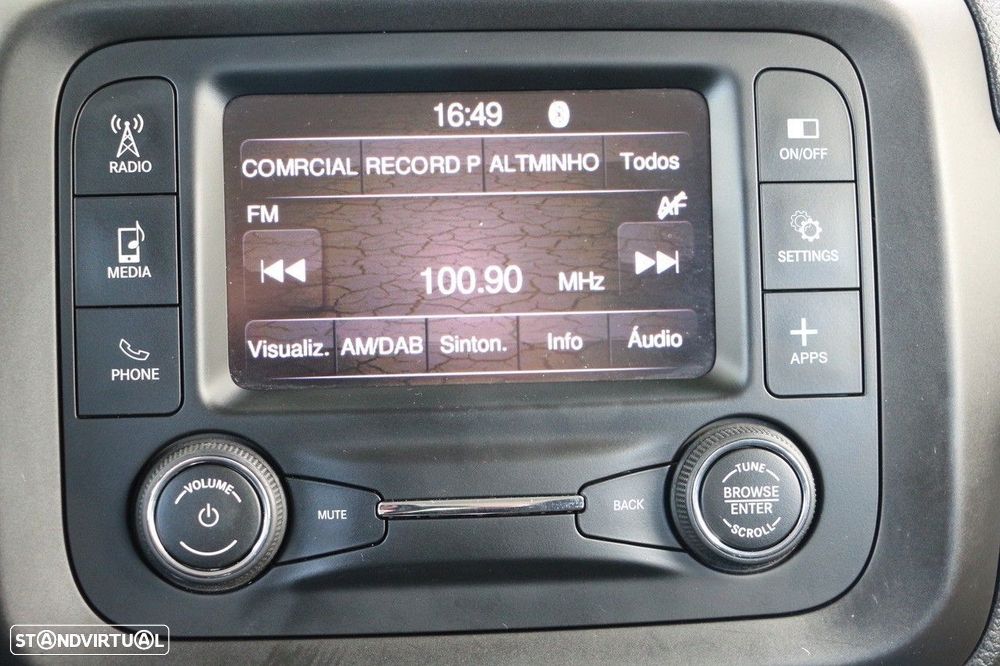 16:49
COMRCIAL RECORD P ALTMINHO Todos
FM AF
100.90 MHz
Visualiz. AM/DAB Sinton. Info Áudio
RADIO
MEDIA
PHONE
ON/OFF
SETTINGS
APPS
VOLUME
MUTE
BACK
TUNE
BROWSE
ENTER
SCROLL
STANDVIRTUAL